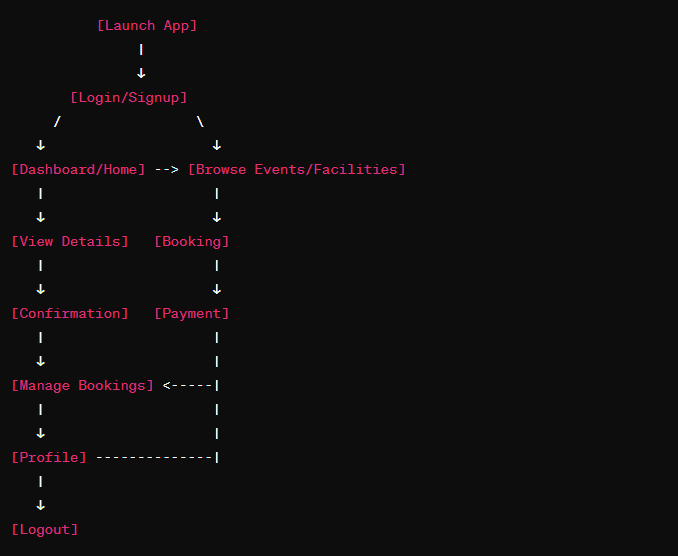 [Launch App]
|
↓
[Login/Signup]
/ \
↓ ↓
[Dashboard/Home] --> [Browse Events/Facilities]
| |
↓ ↓
[View Details] [Booking]
| |
↓ ↓
[Confirmation] [Payment]
| |
↓ |
[Manage Bookings] <-----|
| |
↓ |
[Profile] --------------|
|
↓
[Logout]